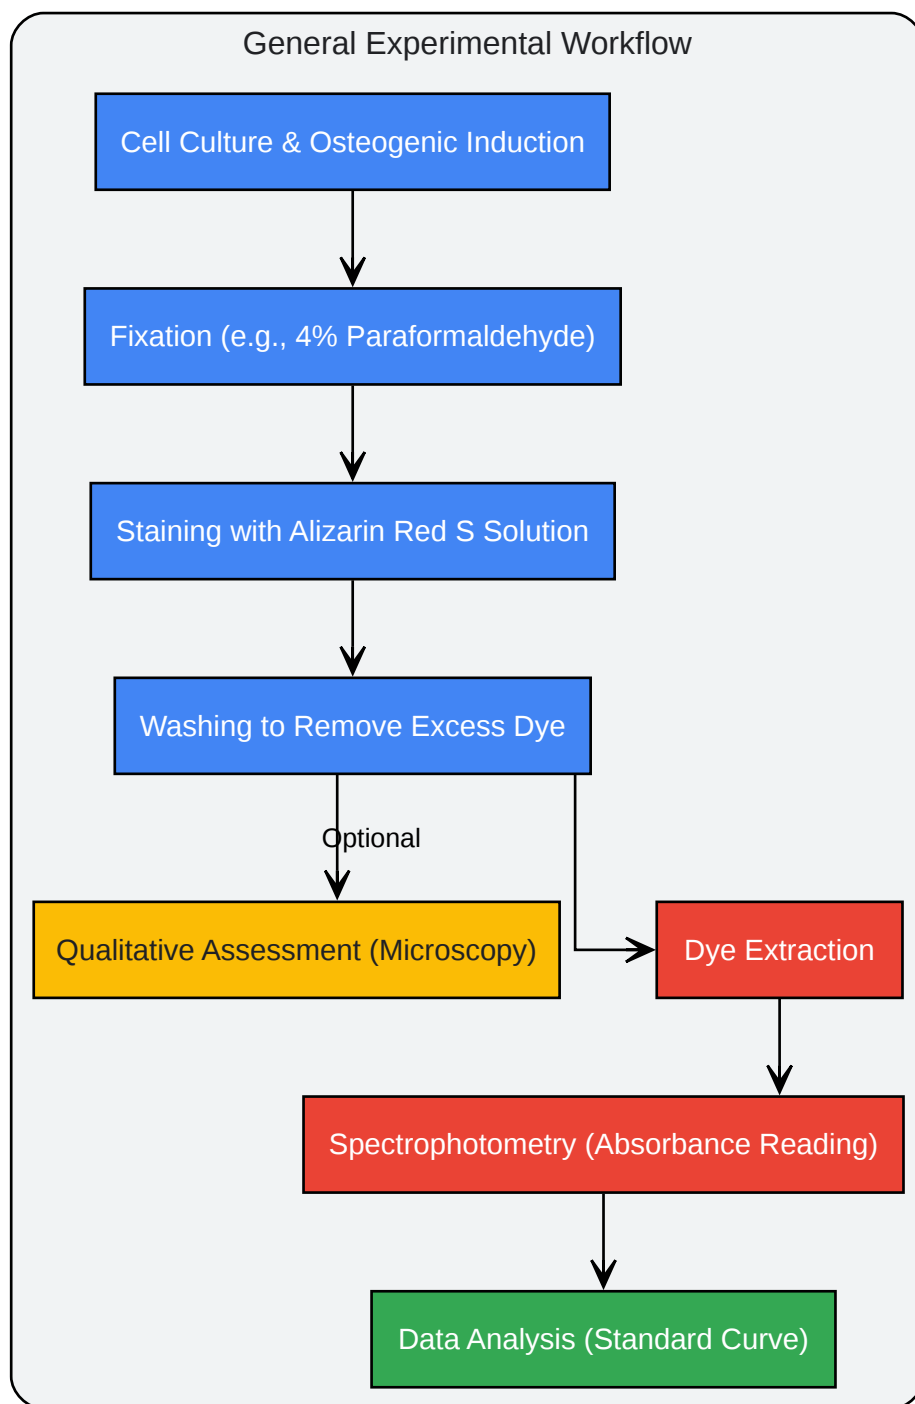 General Experimental Workflow
Cell Culture & Osteogenic Induction
Fixation (e.g., 4% Paraformaldehyde)
Staining with Alizarin Red S Solution
Washing to Remove Excess Dye
Optional
Qualitative Assessment (Microscopy)
Dye Extraction
Spectrophotometry (Absorbance Reading)
Data Analysis (Standard Curve)